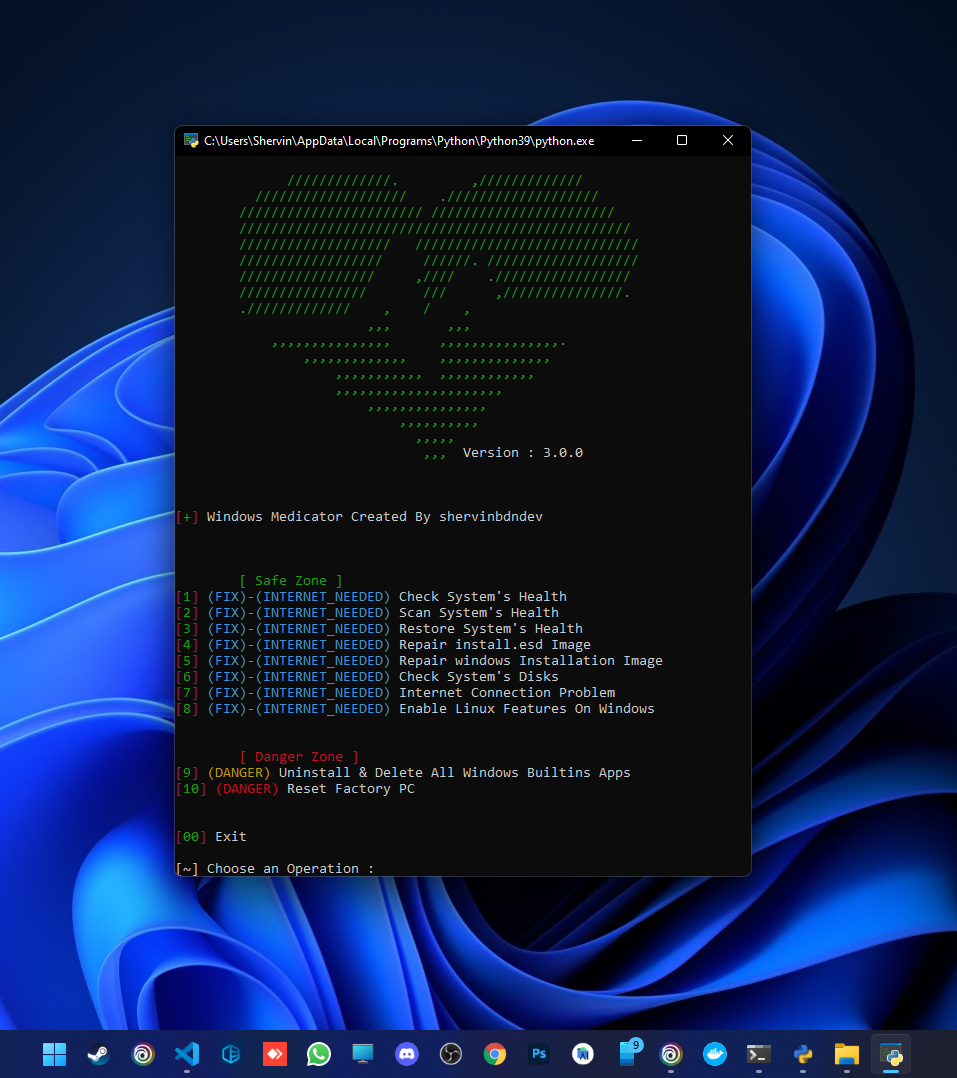 C:\Users\Shervin\AppData\Local\Programs\Python\Python39\python.exe
Version : 3.0.0
[+] Windows Medicator Created By shervinbdndev
[ Safe Zone ]
[1] (FIX)-(INTERNET_NEEDED) Check System's Health
[2] (FIX)-(INTERNET_NEEDED) Scan System's Health
[3] (FIX)-(INTERNET_NEEDED) Restore System's Health
[4] (FIX)-(INTERNET_NEEDED) Repair install.esd Image
[5] (FIX)-(INTERNET_NEEDED) Repair windows Installation Image
[6] (FIX)-(INTERNET_NEEDED) Check System's Disks
[7] (FIX)-(INTERNET_NEEDED) Internet Connection Problem
[8] (FIX)-(INTERNET_NEEDED) Enable Linux Features On Windows
[ Danger Zone ]
[9] (DANGER) Uninstall & Delete All Windows Builtins Apps
[10] (DANGER) Reset Factory PC
[00] Exit
[~] Choose an Operation :
Ps
9